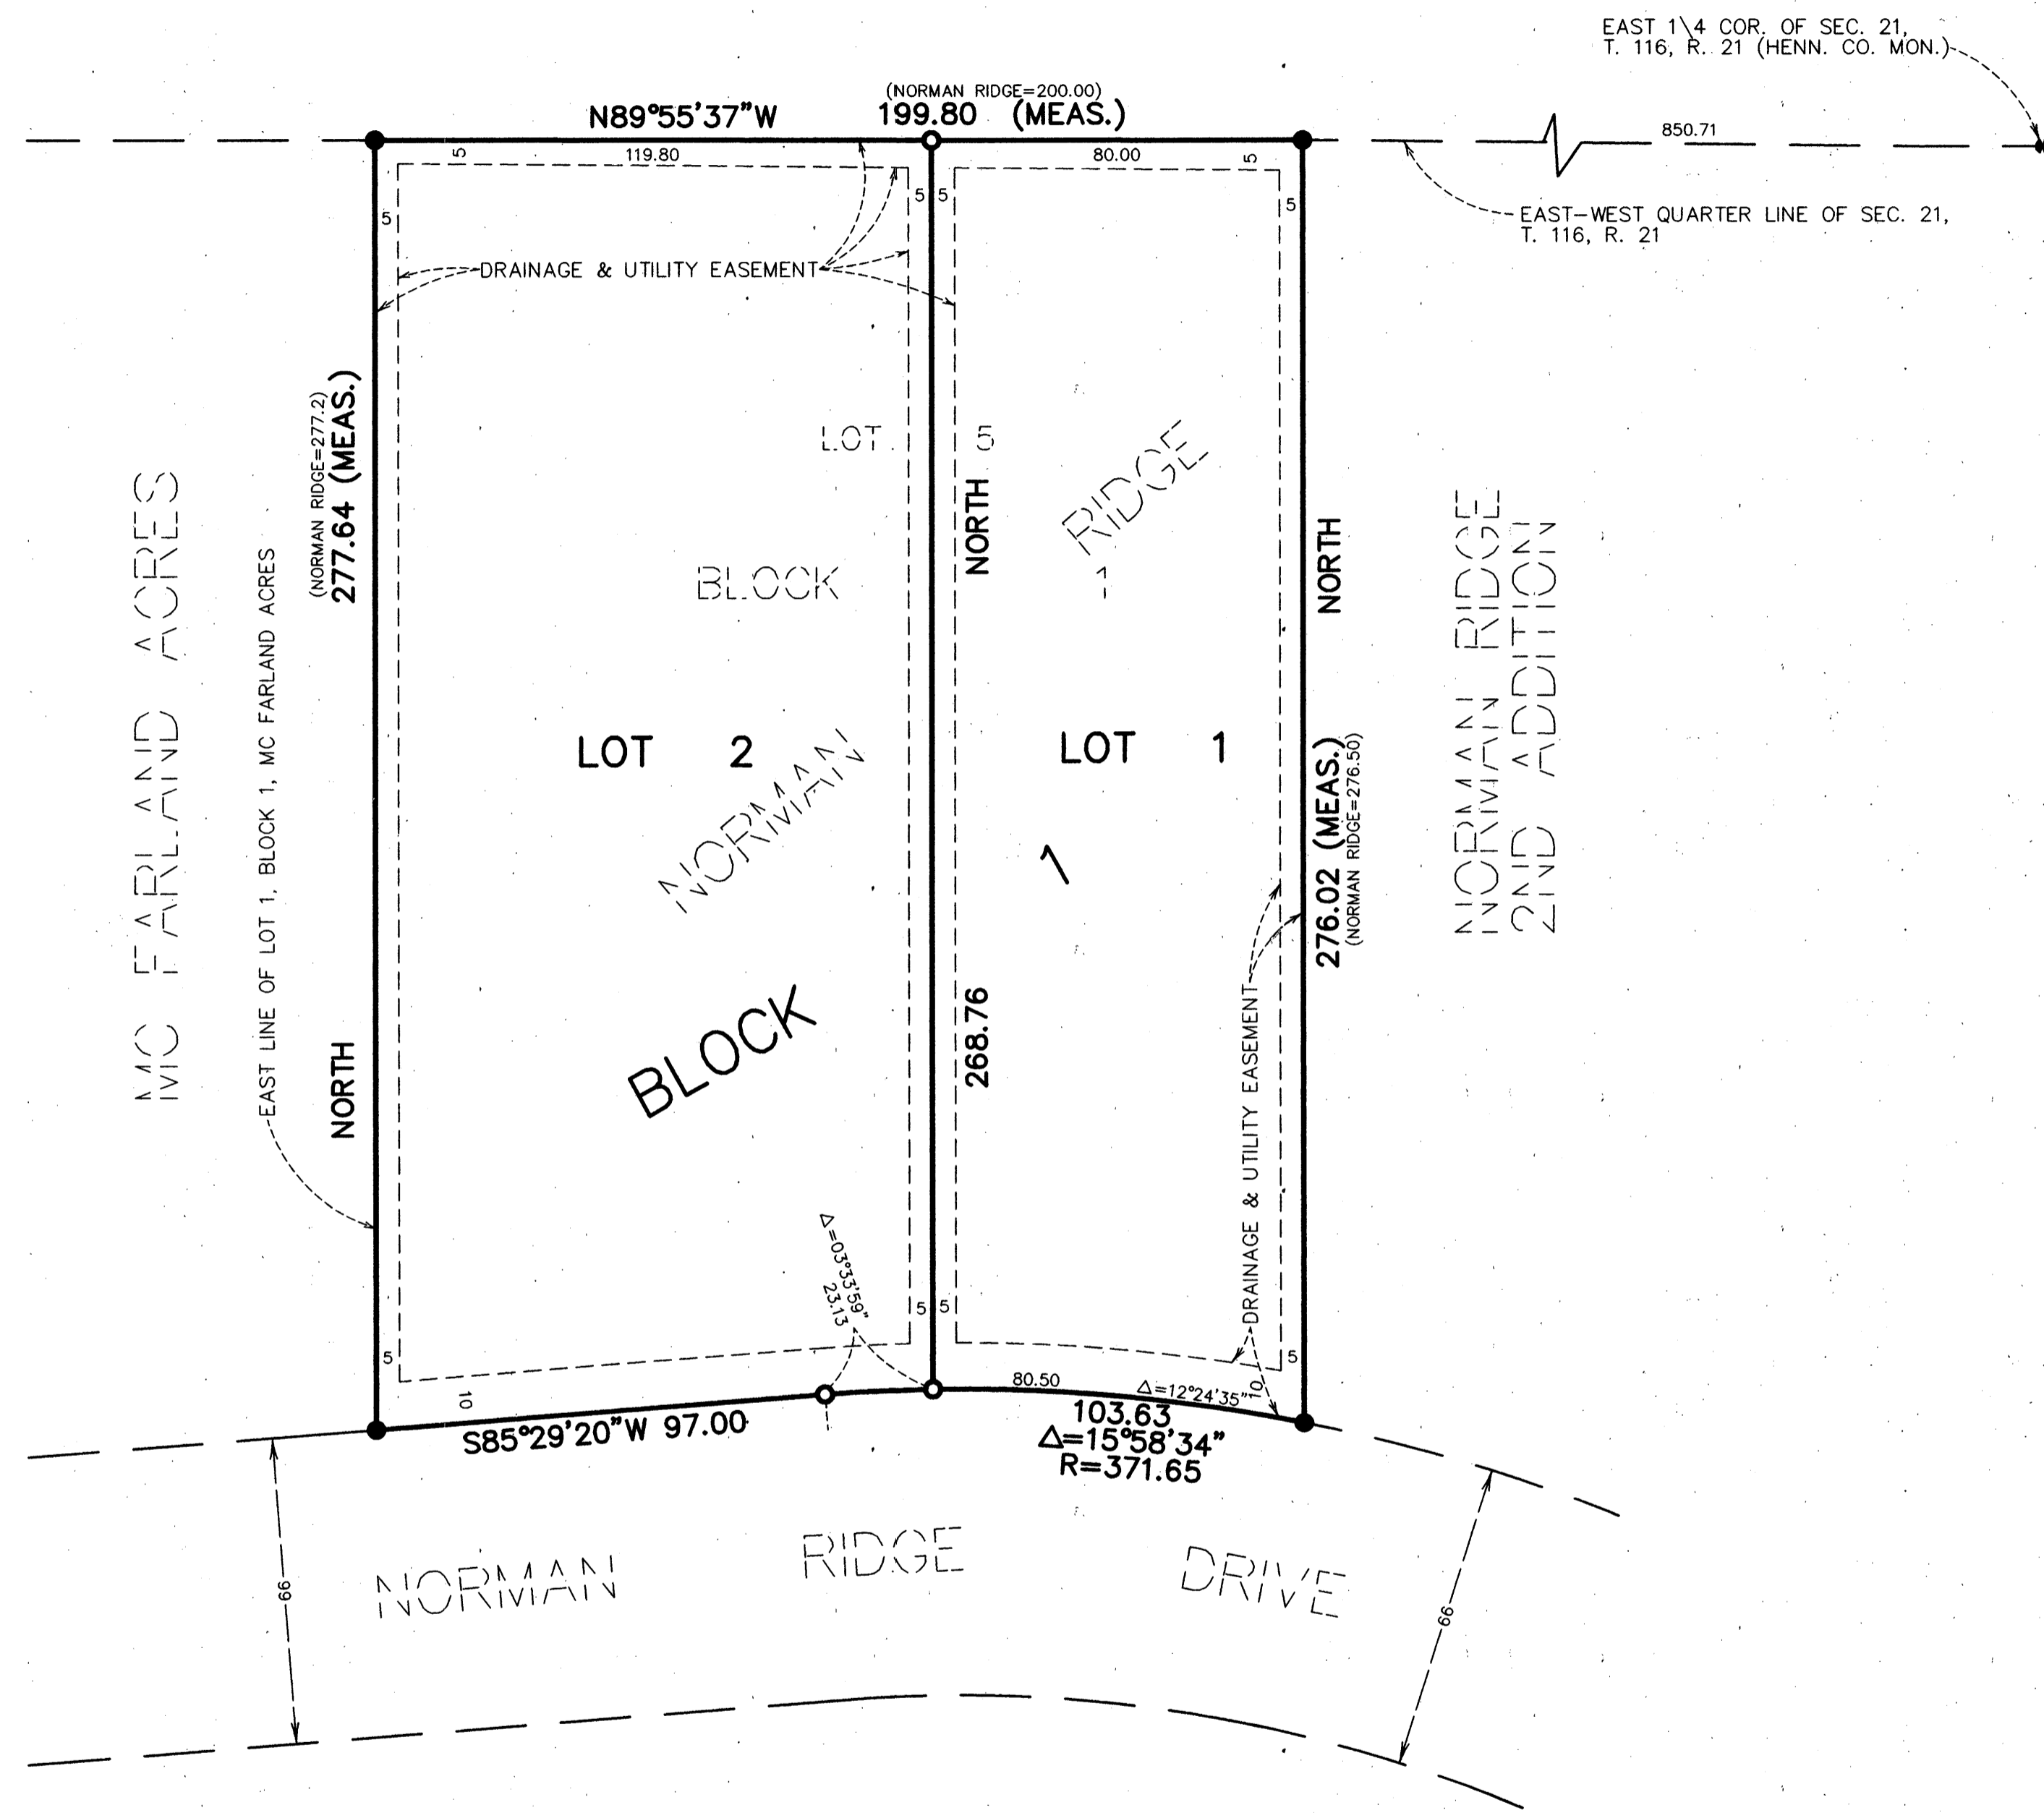 EAST 1\4 COR. OF SEC. 21,
T. 116, R. 21 (HENN. CO. MON.)
(NORMAN RIDGE=200.00)
N89°55'37"W 199.80 (MEAS.)
850.71
5 119.80 80.00 5
5 5 5 5
EAST-WEST QUARTER LINE OF SEC. 21,
T. 116, R. 21
DRAINAGE & UTILITY EASEMENT
(NORMAN RIDGE=277.2)
277.64 (MEAS.)
NORTH
EAST LINE OF LOT 1, BLOCK 1, MC FARLAND ACRES
MC FARLAND ACRES
LOT 5
BLOCK 1
NORMAN RIDGE
LOT 2
LOT 1
BLOCK 1
NORTH
268.76
NORTH
276.02 (MEAS.)
(NORMAN RIDGE=276.50)
NORMAN RIDGE
2ND ADDITION
DRAINAGE & UTILITY EASEMENT
Δ=03°33'59"
23.13
5 5 5 5
10
80.50
Δ=12°24'35"
10
S85°29'20"W 97.00
103.63
Δ=15°58'34"
R=371.65
66
NORMAN RIDGE DRIVE
66